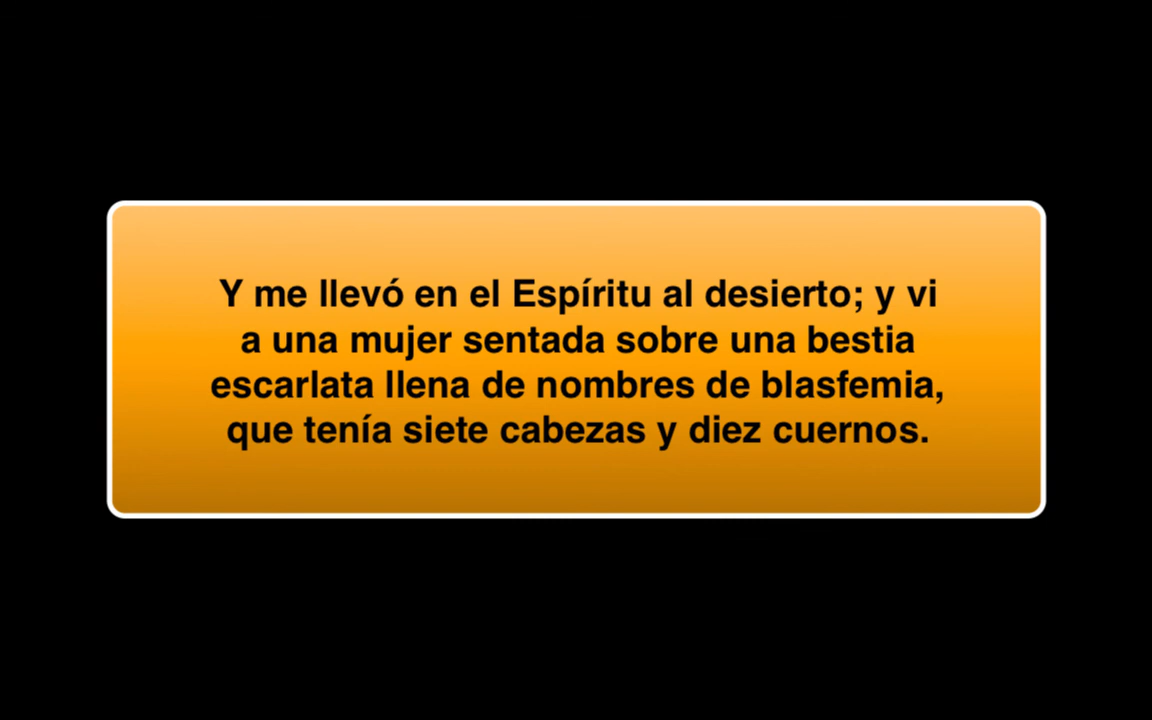 Y me llevó en el Espíritu al desierto; y vi
a una mujer sentada sobre una bestia
escarlata llena de nombres de blasfemia,
que tenía siete cabezas y diez cuernos.